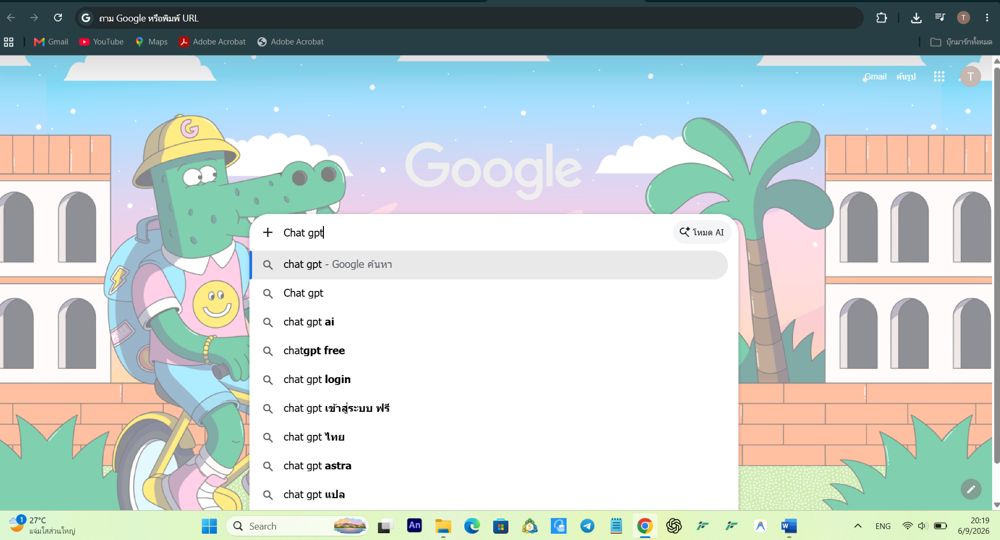 ถาม Google หรือพิมพ์ URL
T
Gmail
YouTube
Maps
Adobe Acrobat
Adobe Acrobat
บุ๊กมาร์กทั้งหมด
Gmail
ค้นรูป
T
G
Google
Chat gpt
โหมด AI
chat gpt - Google ค้นหา
Chat gpt
chat gpt ai
chatgpt free
chat gpt login
chat gpt เข้าสู่ระบบ ฟรี
chat gpt ไทย
chat gpt astra
chat gpt แปล
1
27°C
แจ่มใสส่วนใหญ่
Search
An
5
W
ENG
20:19
6/9/2026